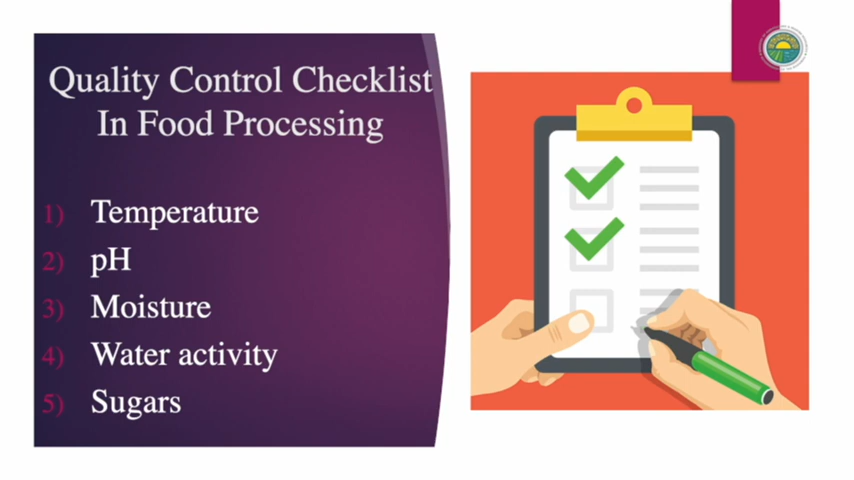 Quality Control Checklist
In Food Processing
1) Temperature
2) pH
3) Moisture
4) Water activity
5) Sugars